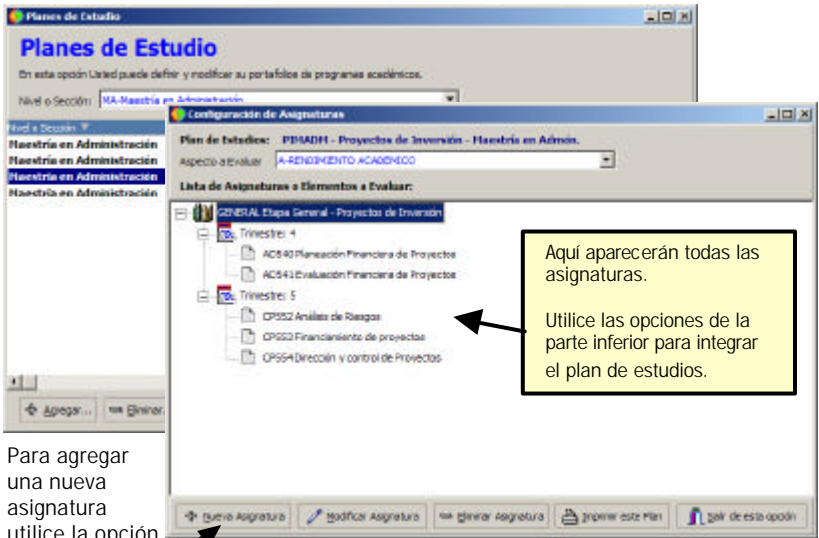 Planes de Estudio
Planes de Estudio
En esta opción Usted puede definir y modificar su portafolios de programas académicos.
Nivel o Sección: MA-Maestría en Administración
Nivel o Sección
Maestría en Administración
Maestría en Administración
Maestría en Administración
Maestría en Administración
Agregar... Eliminar
Configuración de Asignaturas
Plan de Estudios: PINADM - Proyectos de Inversión - Maestría en Admón.
Aspecto a Evaluar A-RENDIMIENTO ACADEMICO
Lista de Asignaturas o Elementos a Evaluar:
GENERAL Etapa General - Proyectos de Inversión
Trimestre: 4
AD540 Planeación Financiera de Proyectos
AD541 Evaluación Financiera de Proyectos
Trimestre: 5
CP552 Análisis de Riesgos
CP553 Financiamiento de proyectos
CP554 Dirección y control de Proyectos
Aquí aparecerán todas las
asignaturas.
Utilice las opciones de la
parte inferior para integrar
el plan de estudios.
Nueva Asignatura Modificar Asignatura Eliminar Asignatura Imprimir este Plan Salir de esta opción
Para agregar
una nueva
asignatura
utilice la opción